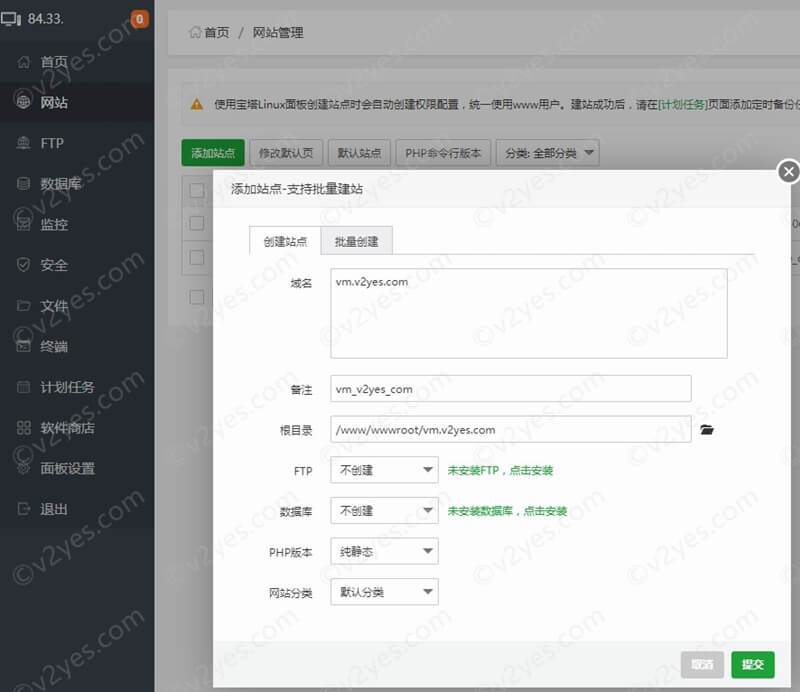 84.33.
0
首页
网站
FTP
数据库
监控
安全
文件
终端
计划任务
软件商店
面板设置
退出
首页 / 网站管理
使用宝塔Linux面板创建站点时会自动创建权限配置，统一使用www用户。建站成功后，请在[计划任务]页面添加定时备份任
添加站点 修改默认页 默认站点 PHP命令行版本 分类: 全部分类
添加站点-支持批量建站
创建站点 批量创建
域名 vm.v2yes.com
备注 vm_v2yes_com
根目录 /www/wwwroot/vm.v2yes.com
FTP 不创建 未安装FTP，点击安装
数据库 不创建 未安装数据库，点击安装
PHP版本 纯静态
网站分类 默认分类
取消 提交
©v2yes.com